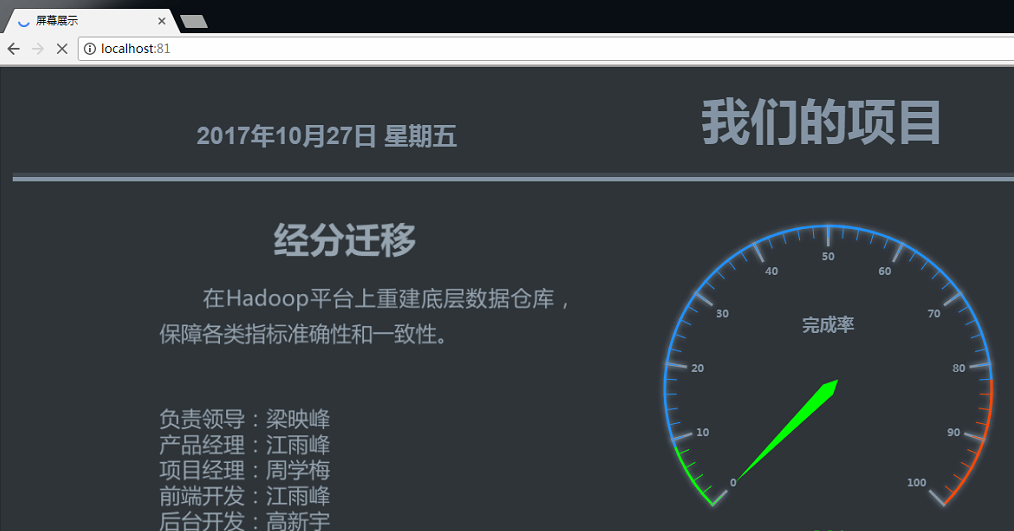 屏幕展示
localhost:81
我们的项目
2017年10月27日 星期五
经分迁移
在Hadoop平台上重建底层数据仓库，
保障各类指标准确性和一致性。
负责领导：梁映峰
产品经理：江雨峰
项目经理：周学梅
前端开发：江雨峰
后台开发：高新宇
完成率
0
10
20
30
40
50
60
70
80
90
100